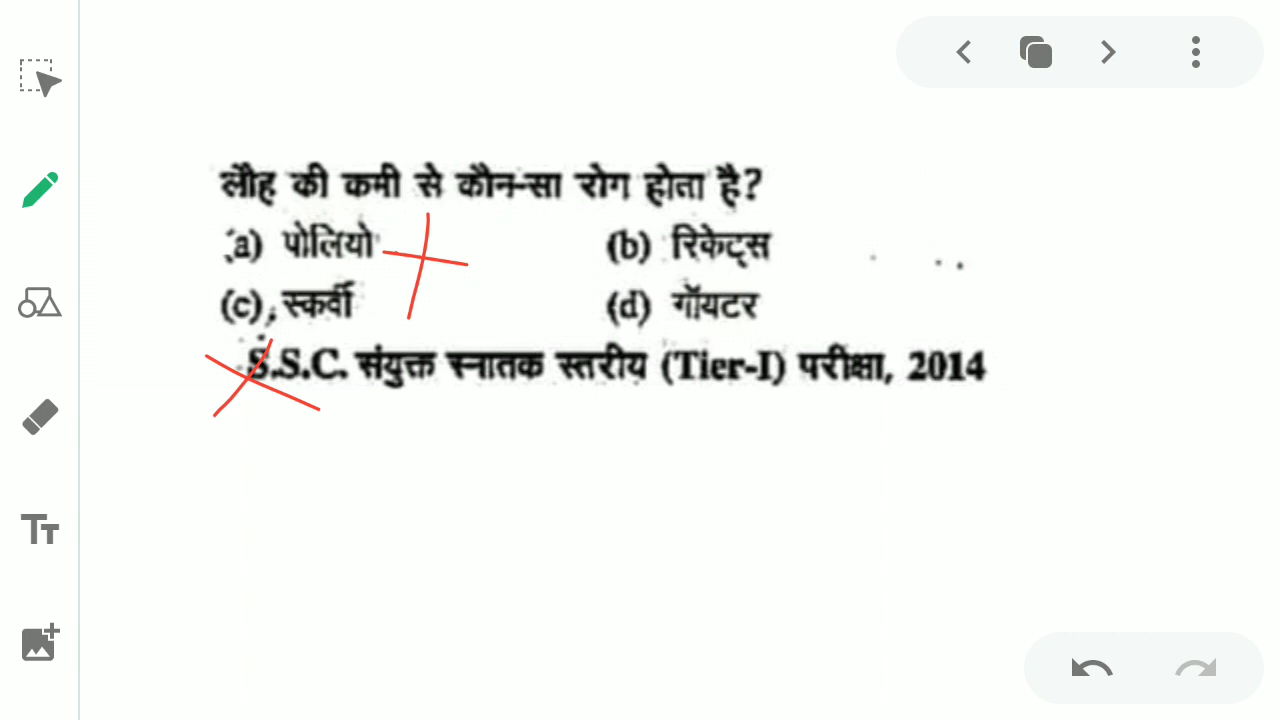 लौह की कमी से कौन-सा रोग होता है?
(a) पोलियो (b) रिकेट्स
(c) स्कर्वी (d) गॉयटर
S.S.C. संयुक्त स्नातक स्तरीय (Tier-I) परीक्षा, 2014